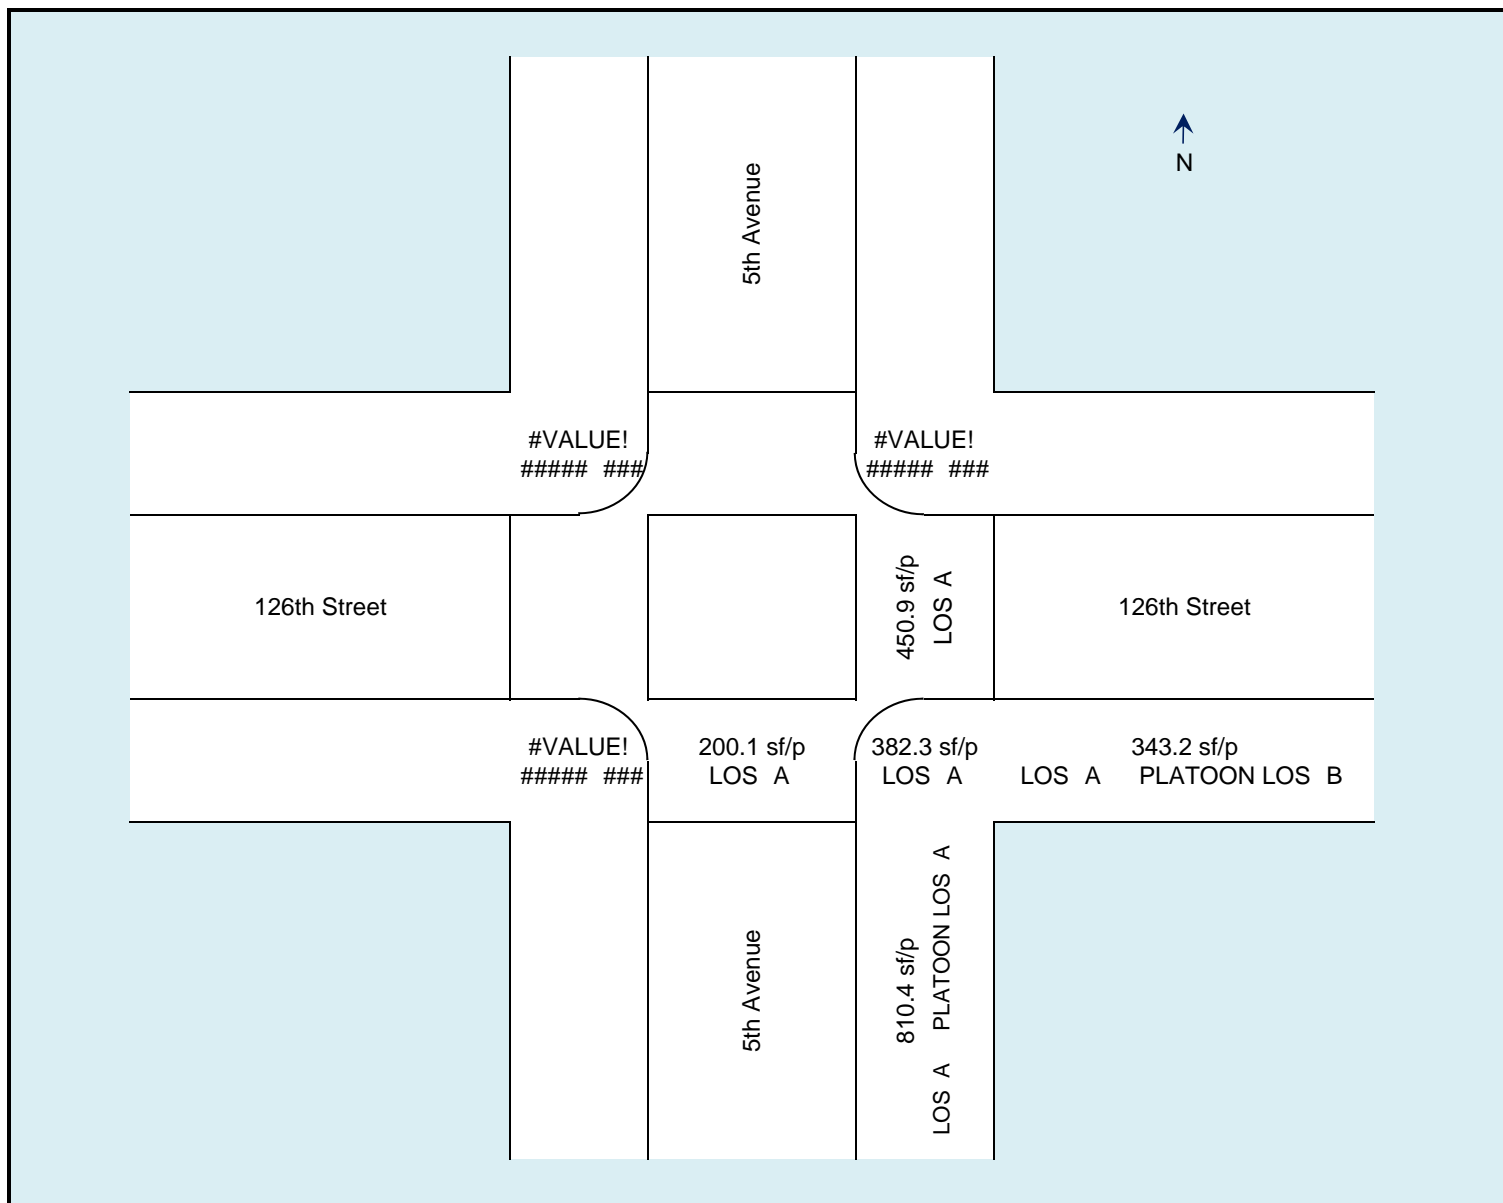 5th Avenue
N
#VALUE!
##### ###
#VALUE!
##### ###
126th Street
450.9 sf/p
LOS A
126th Street
#VALUE!
##### ###
200.1 sf/p
LOS A
382.3 sf/p
LOS A
343.2 sf/p
LOS A PLATOON LOS B
5th Avenue
810.4 sf/p
LOS A PLATOON LOS A